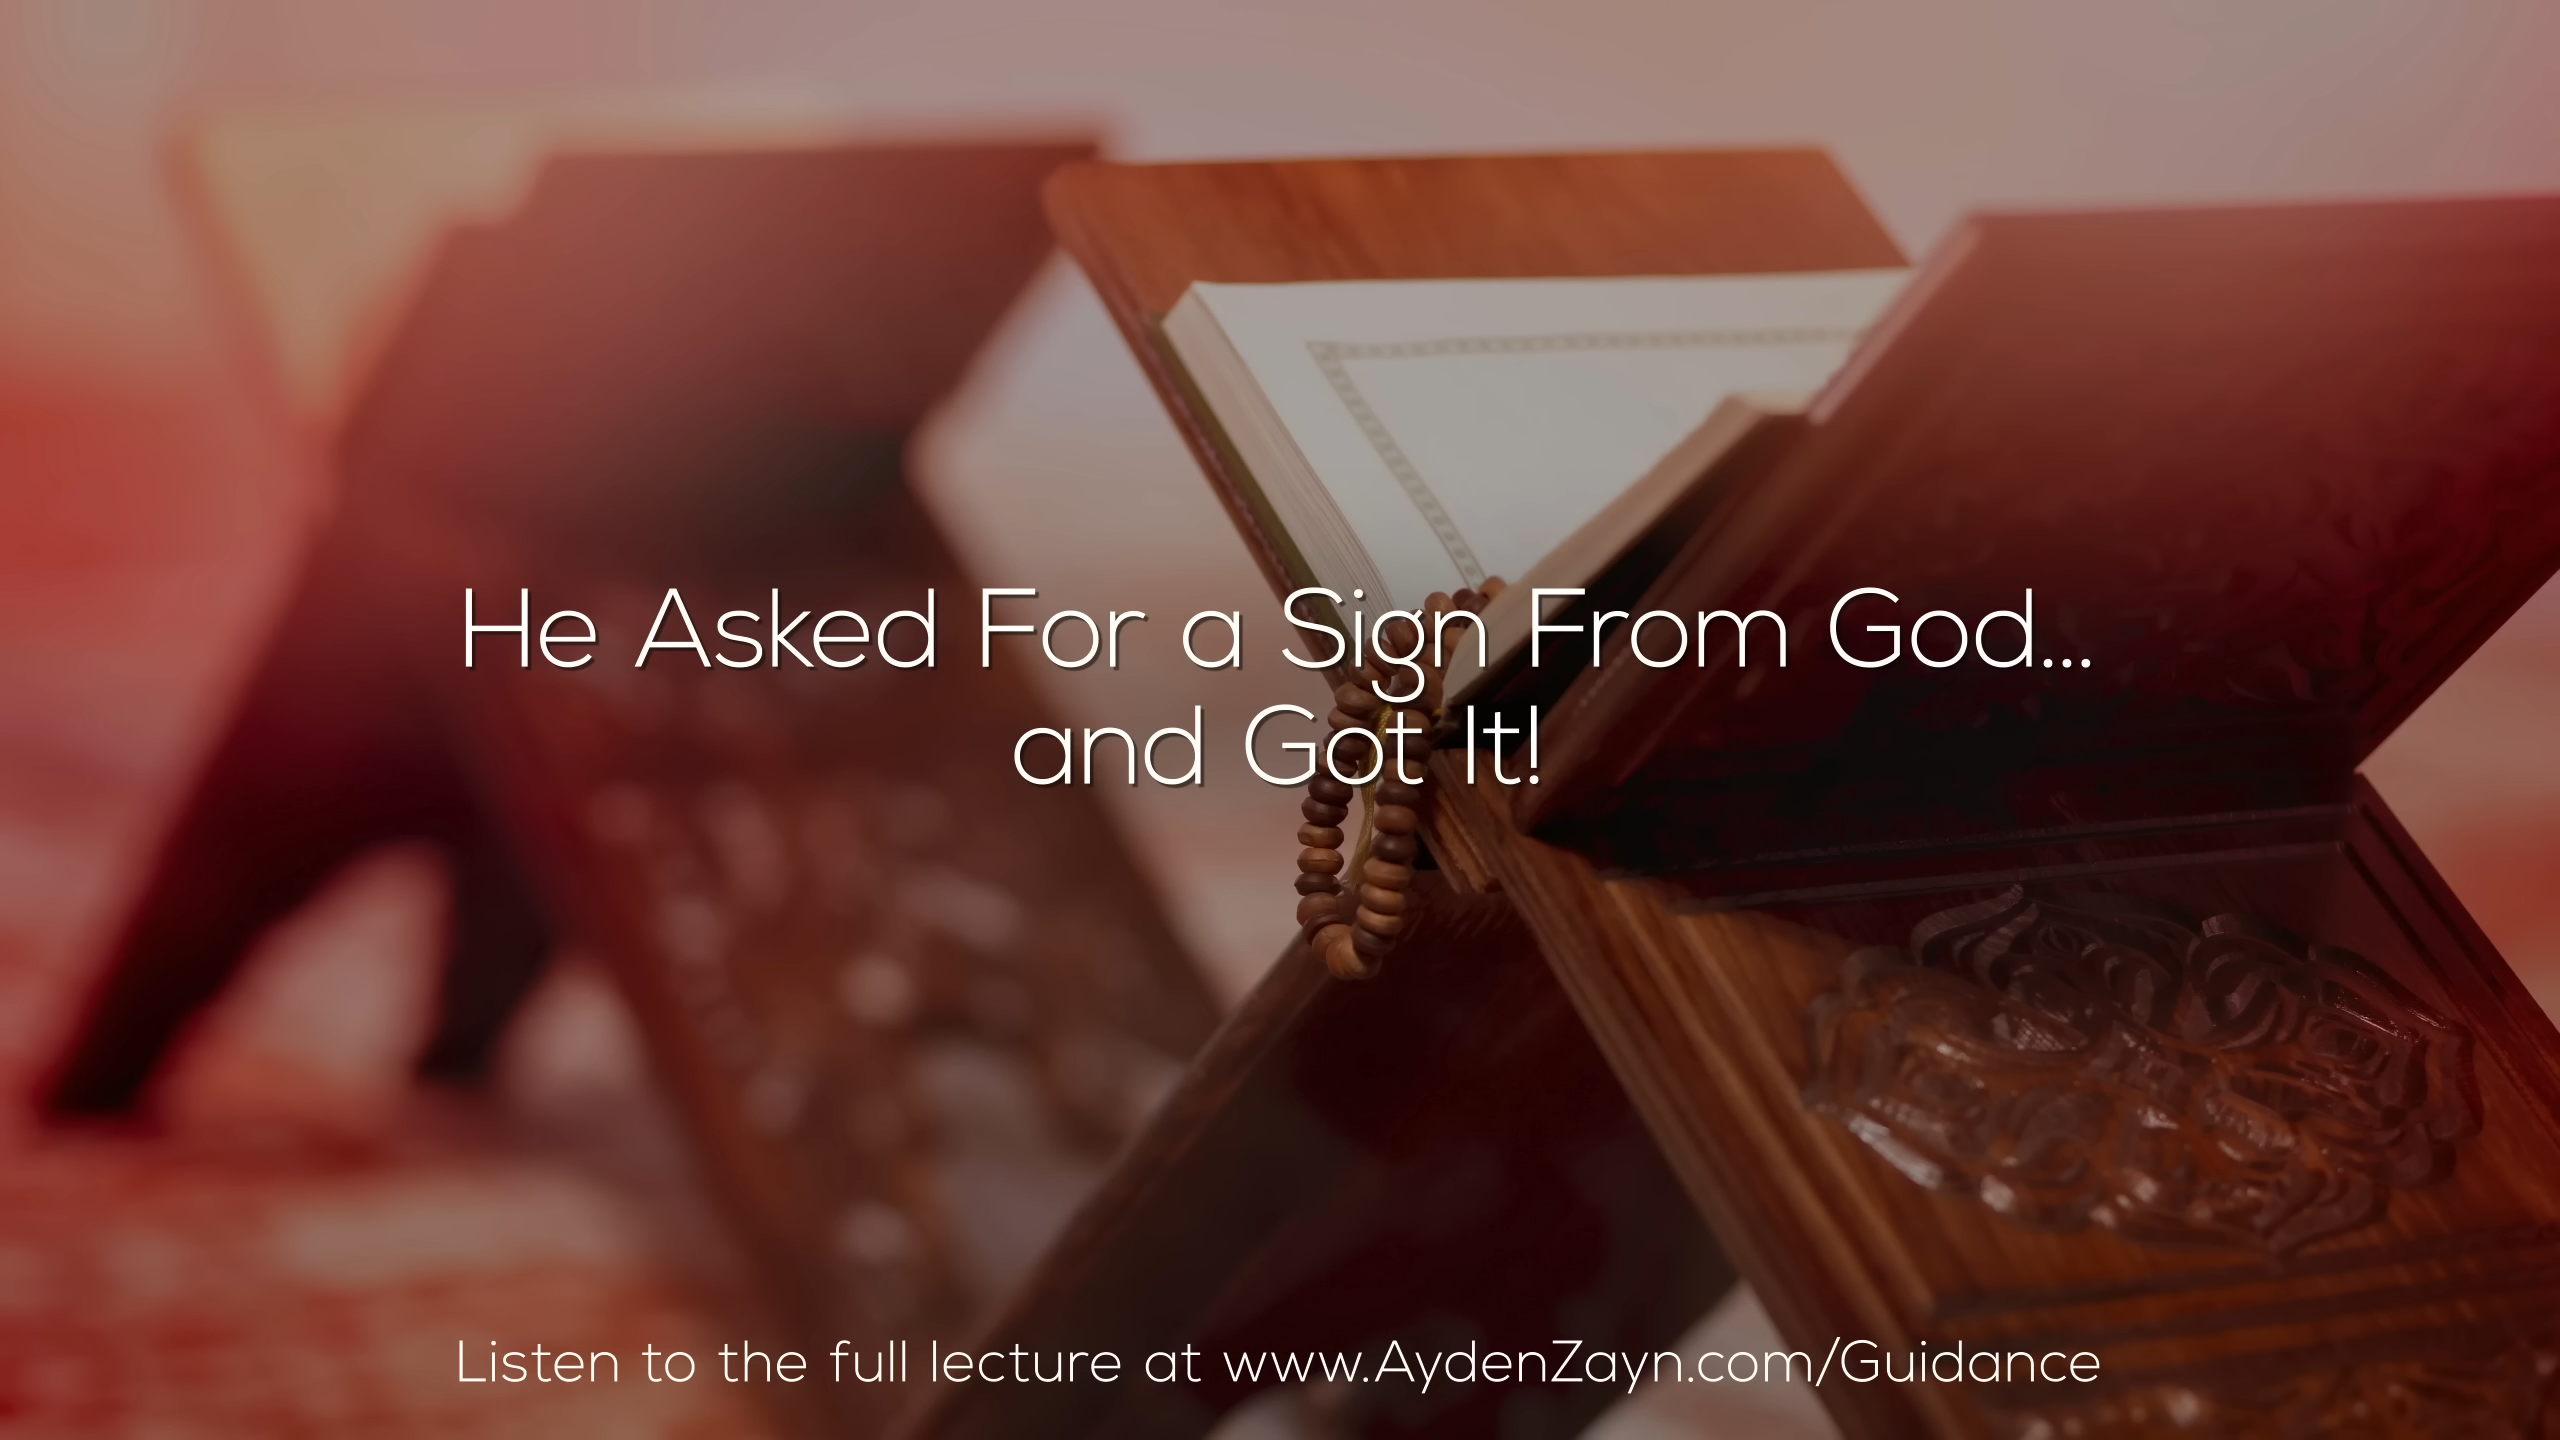 He Asked For a Sign From God...
and Got It!
Listen to the full lecture at www.AydenZayn.com/Guidance